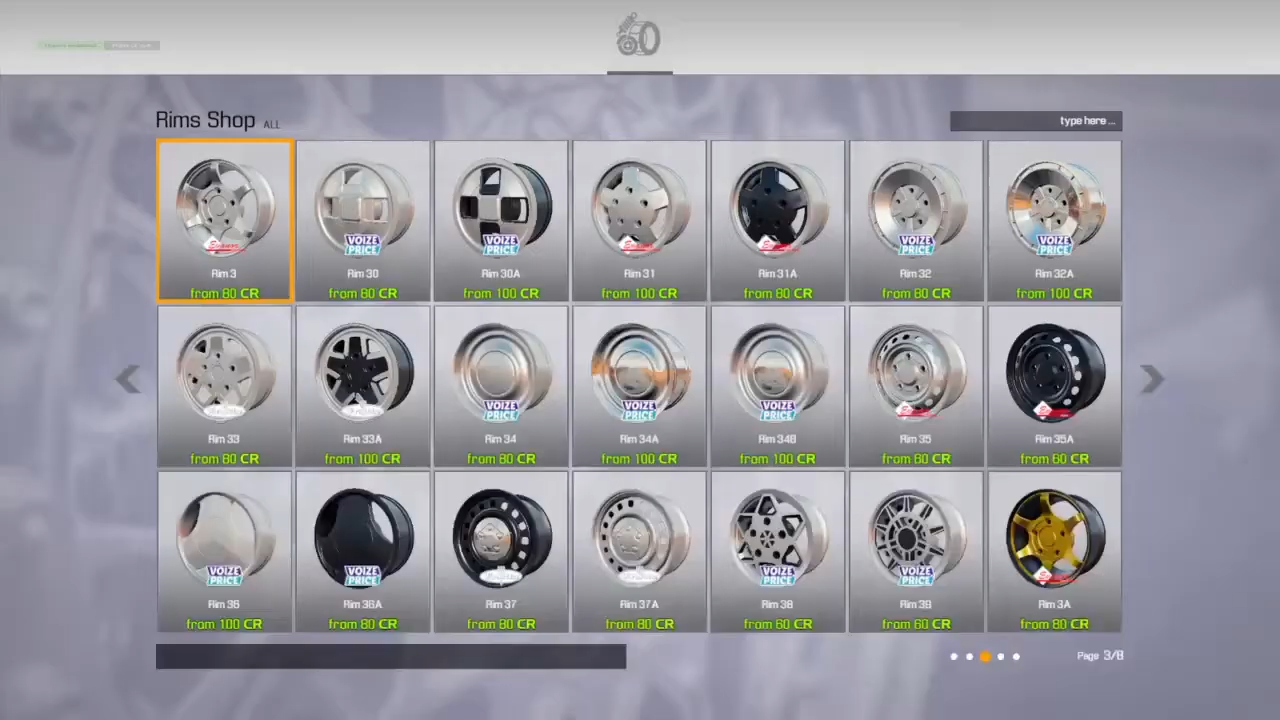 Rims Shop ALL
type here ...
VOIZE PRICE
VOIZE PRICE
VOIZE PRICE
VOIZE PRICE
Rim 3
Rim 30
Rim 30A
Rim 31
Rim 31A
Rim 32
Rim 32A
from 80 CR
from 80 CR
from 100 CR
from 100 CR
from 80 CR
from 80 CR
from 100 CR
VOIZE PRICE
VOIZE PRICE
VOIZE PRICE
Rim 33
Rim 33A
Rim 34
Rim 34A
Rim 34B
Rim 35
Rim 35A
from 80 CR
from 100 CR
from 80 CR
from 100 CR
from 100 CR
from 60 CR
from 60 CR
VOIZE PRICE
VOIZE PRICE
VOIZE PRICE
VOIZE PRICE
Rim 36
Rim 36A
Rim 37
Rim 37A
Rim 38
Rim 39
Rim 3A
from 100 CR
from 80 CR
from 80 CR
from 80 CR
from 60 CR
from 60 CR
from 80 CR
Page 3/8